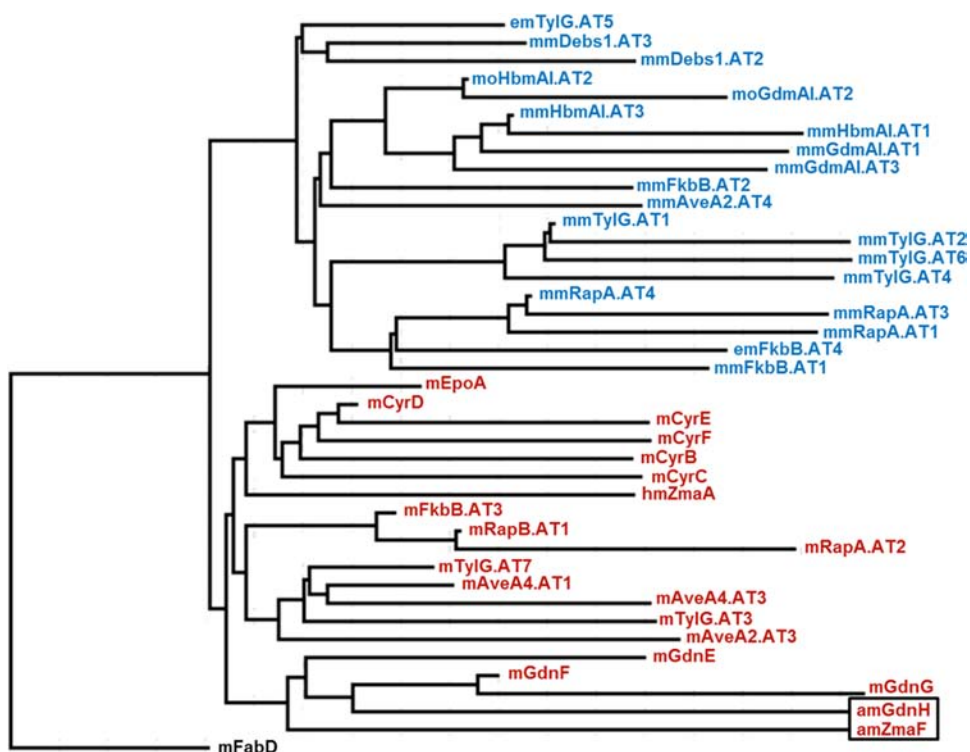 emTylG.AT5
mmDebs1.AT3
mmDebs1.AT2
moHbmAI.AT2
moGdmAI.AT2
mmHbmAI.AT3
mmHbmAI.AT1
mmGdmAI.AT1
mmGdmAI.AT3
mmFkbB.AT2
mmAveA2.AT4
mmTylG.AT1
mmTylG.AT2
mmTylG.AT6
mmTylG.AT4
mmRapA.AT4
mmRapA.AT3
mmRapA.AT1
emFkbB.AT4
mmFkbB.AT1
mEpoA
mCyrD
mCyrE
mCyrF
mCyrB
mCyrC
hmZmaA
mFkbB.AT3
mRapB.AT1
mRapA.AT2
mTylG.AT7
mAveA4.AT1
mAveA4.AT3
mTylG.AT3
mAveA2.AT3
mGdnE
mGdnF
mGdnG
amGdnH
amZmaF
mFabD